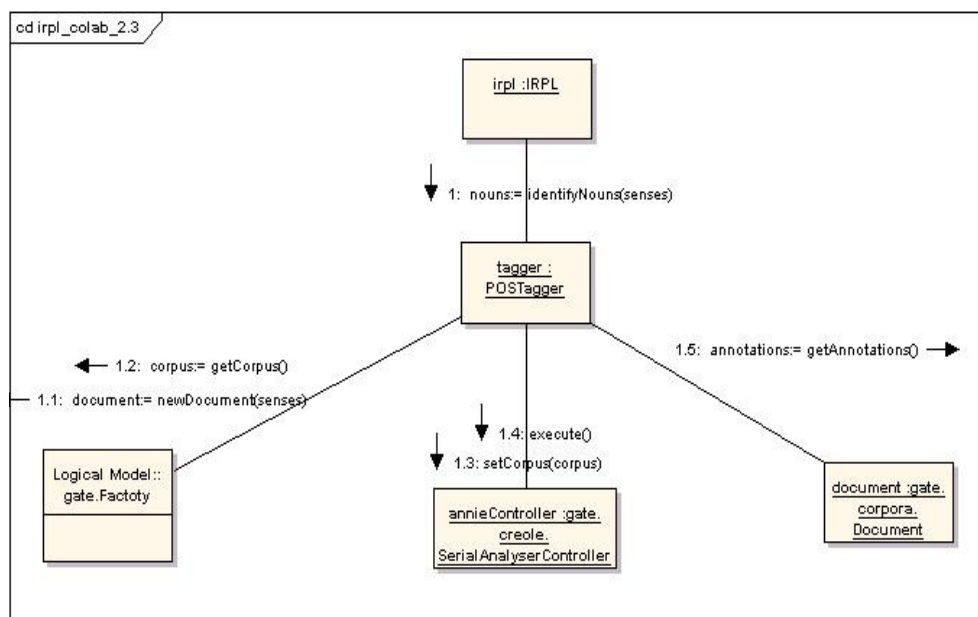 cd irpl_colab_2.3
irpl :IRPL
1: nouns:= identifyNouns(senses)
tagger :
POSTagger
1.2: corpus:= getCorpus()
1.1: document:= newDocument(senses)
1.5: annotations:= getAnnotations()
1.4: execute()
1.3: setCorpus(corpus)
Logical Model::
gate.Factoty
annieController :gate.
creole.
SerialAnalyserController
document :gate.
corpora.
Document